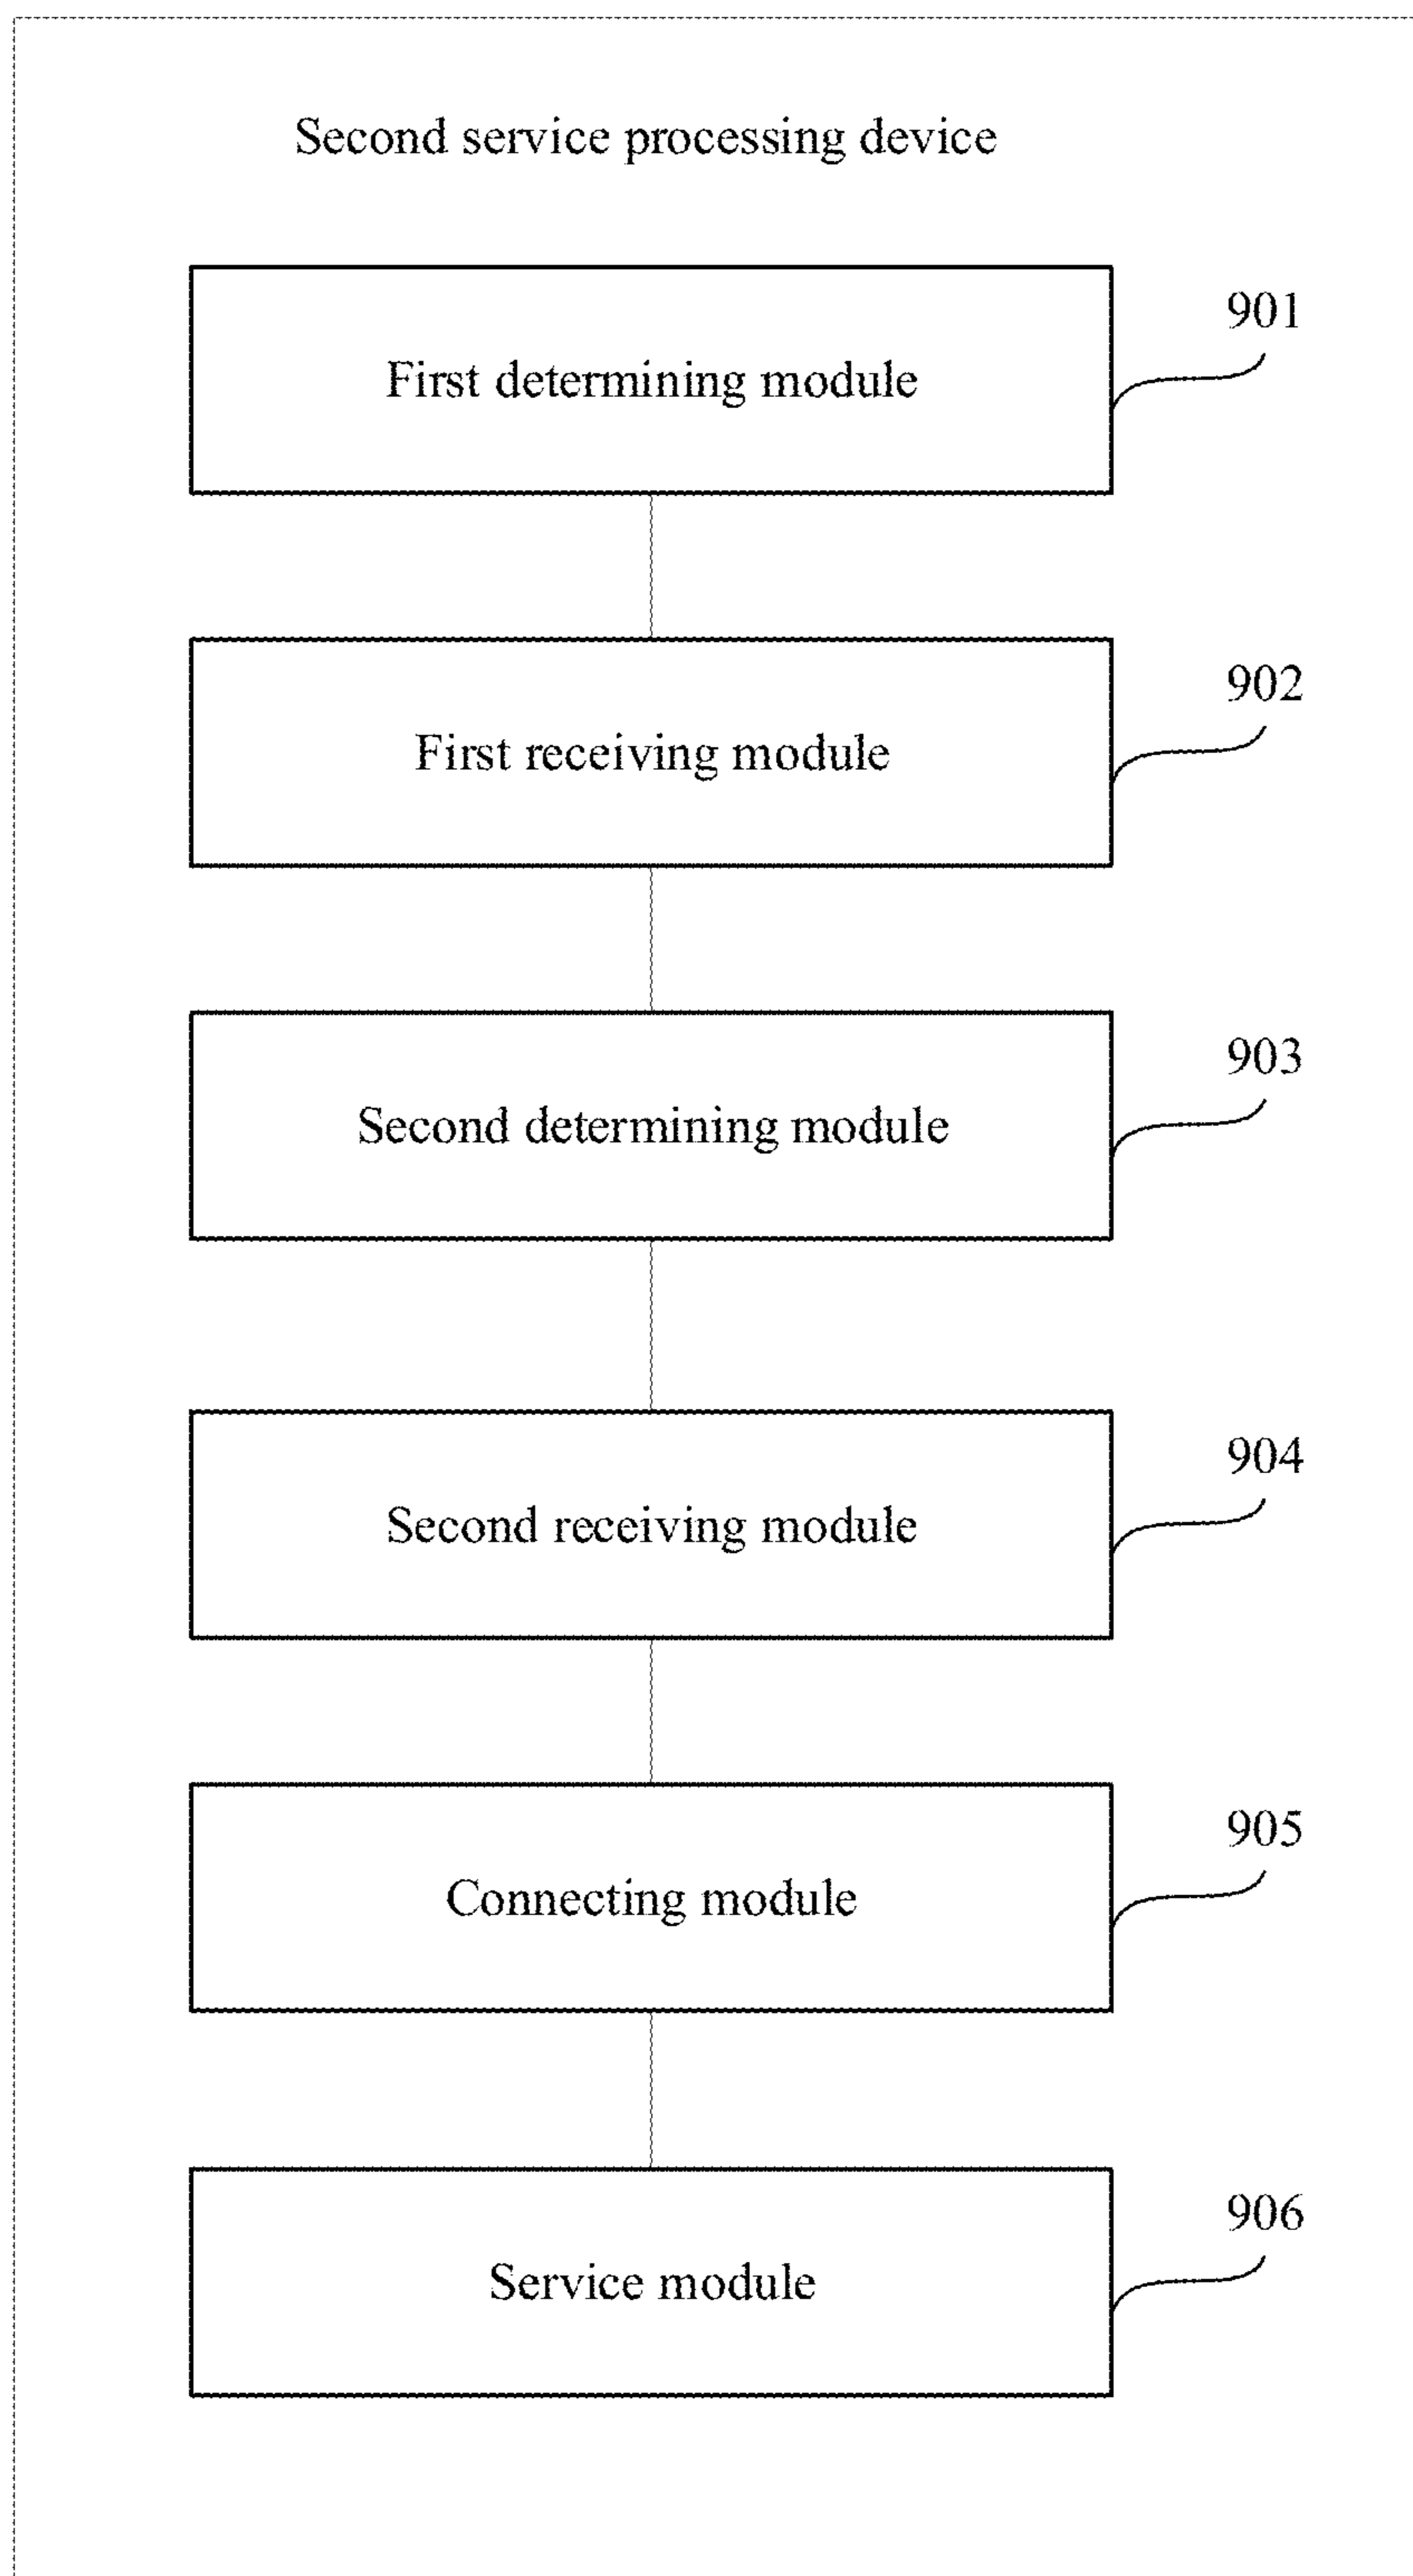 Second service processing device
901
First determining module
902
First receiving module
903
Second determining module
904
Second receiving module
905
Connecting module
906
Service module